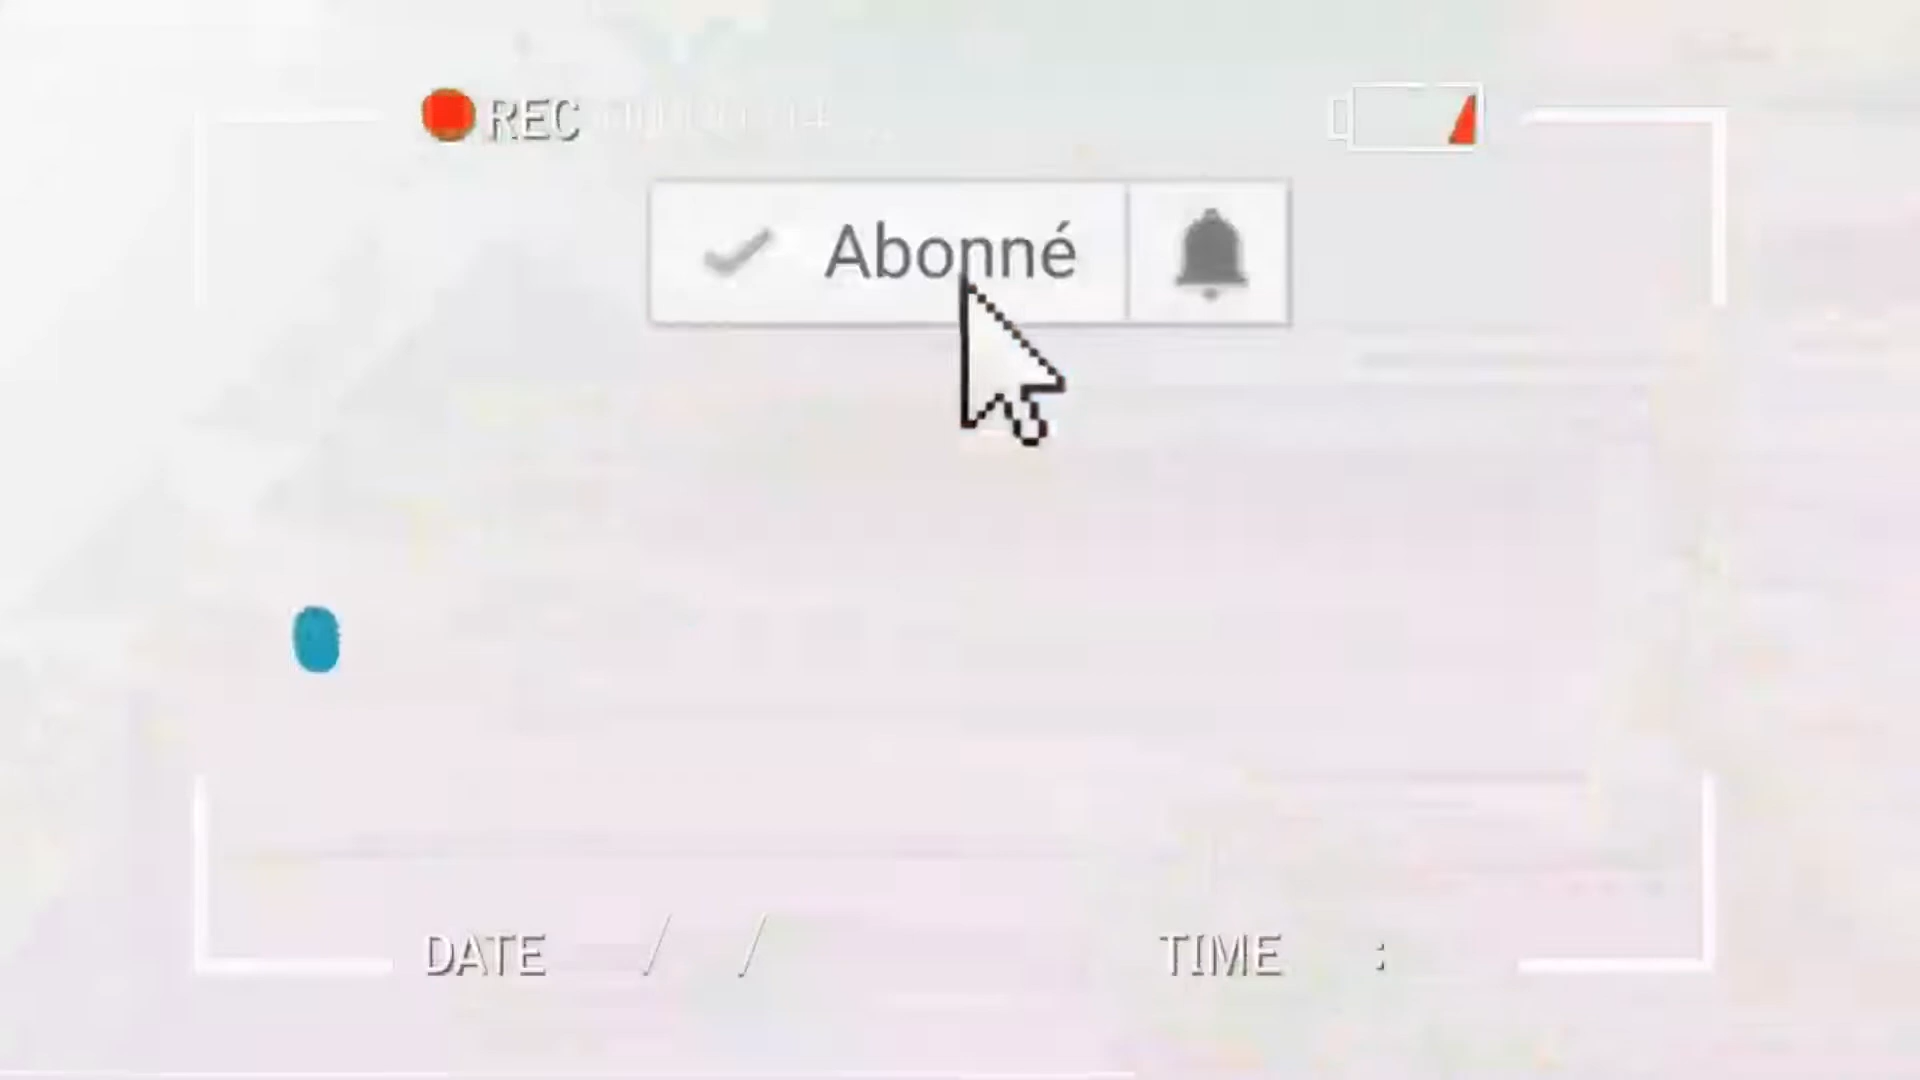 REC
Abonné
DATE / /
TIME :